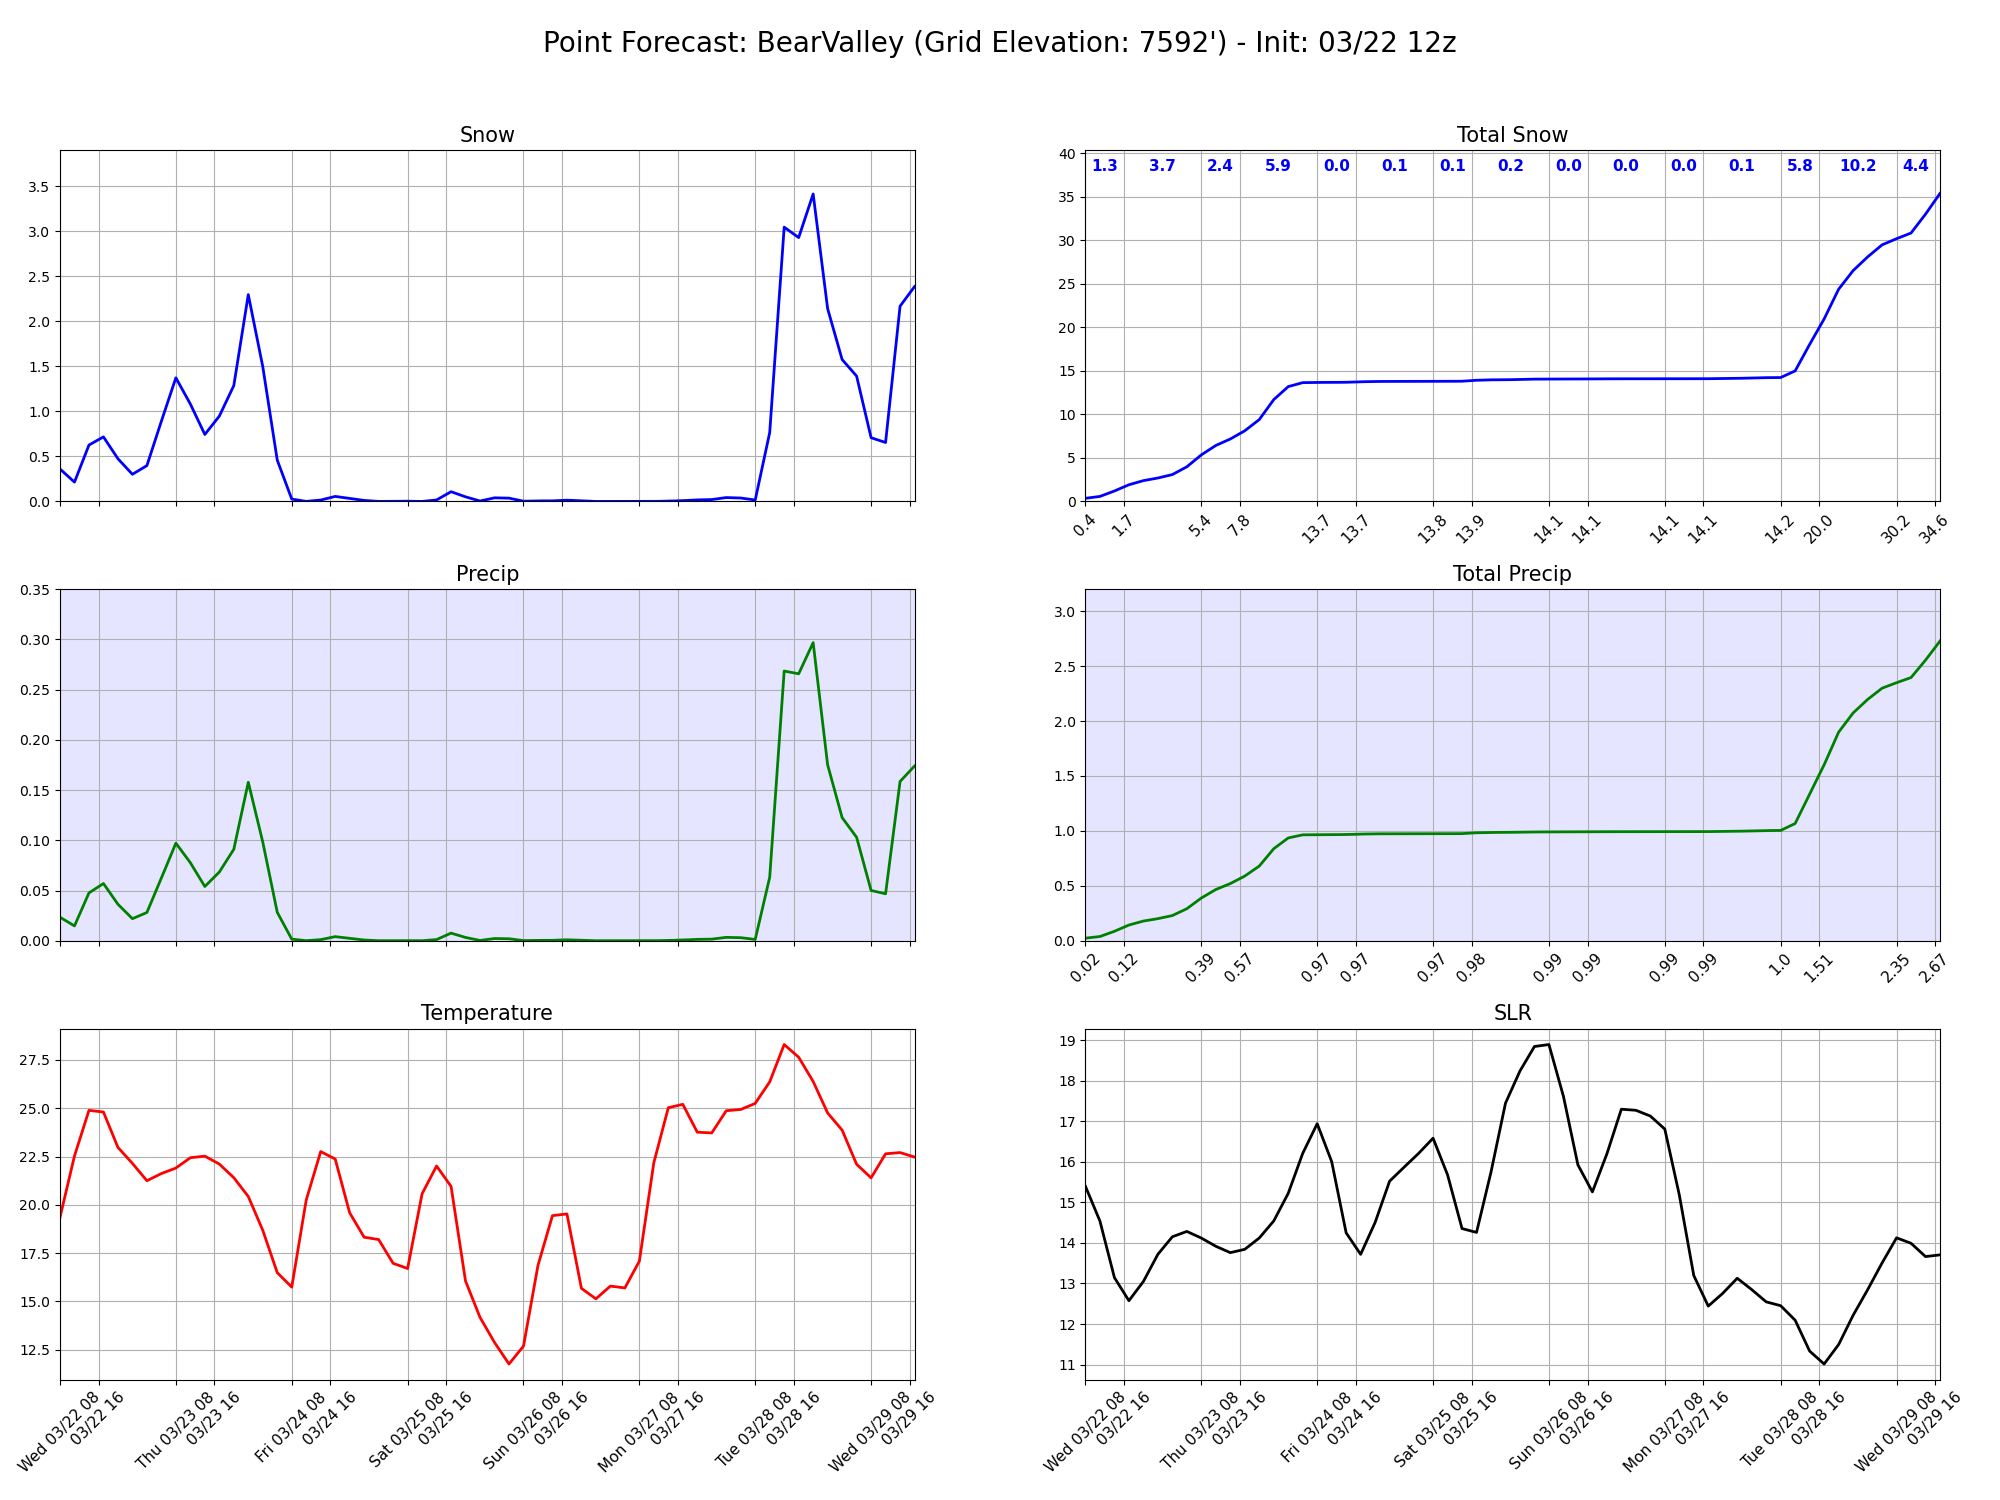 Point Forecast: BearValley (Grid Elevation: 7592') - Init: 03/22 12z
Snow
3.5
3.0
2.5
2.0
1.5
1.0
0.5
0.0
Total Snow
40
35
30
25
20
15
10
5
0
1.3 3.7 2.4 5.9 0.0 0.1 0.1 0.2 0.0 0.0 0.0 0.1 5.8 10.2 4.4
0.4 1.7 5.4 7.8 13.7 13.7 13.8 13.9 14.1 14.1 14.1 14.1 14.2 20.0 30.2 34.6
Precip
0.35
0.30
0.25
0.20
0.15
0.10
0.05
0.00
Total Precip
3.0
2.5
2.0
1.5
1.0
0.5
0.0
0.02 0.12 0.39 0.57 0.97 0.97 0.97 0.98 0.99 0.99 0.99 0.99 1.0 1.51 2.35 2.67
Temperature
27.5
25.0
22.5
20.0
17.5
15.0
12.5
Wed 03/22 08
03/22 16
Thu 03/23 08
03/23 16
Fri 03/24 08
03/24 16
Sat 03/25 08
03/25 16
Sun 03/26 08
03/26 16
Mon 03/27 08
03/27 16
Tue 03/28 08
03/28 16
Wed 03/29 08
03/29 16
SLR
19
18
17
16
15
14
13
12
11
Wed 03/22 08
03/22 16
Thu 03/23 08
03/23 16
Fri 03/24 08
03/24 16
Sat 03/25 08
03/25 16
Sun 03/26 08
03/26 16
Mon 03/27 08
03/27 16
Tue 03/28 08
03/28 16
Wed 03/29 08
03/29 16